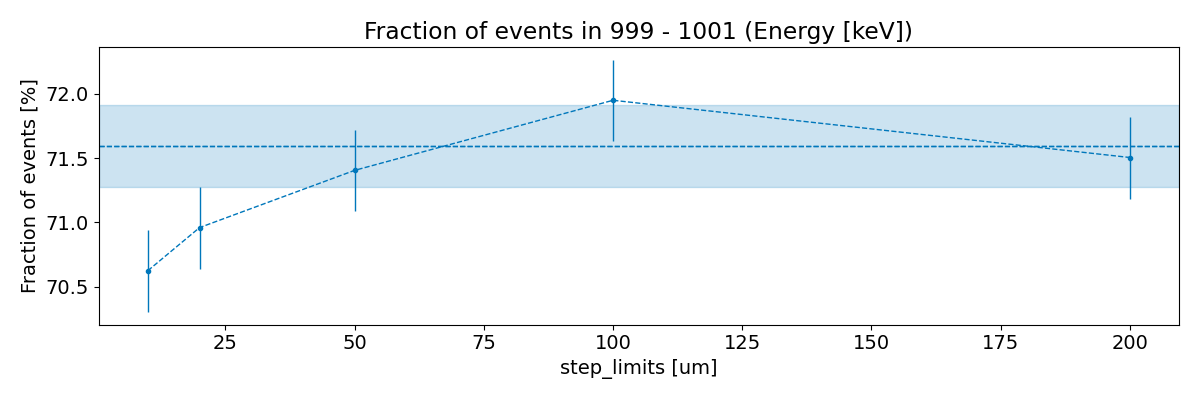 Fraction of events in 999 - 1001 (Energy [keV])
Fraction of events [%]
72.0
71.5
71.0
70.5
25 50 75 100 125 150 175 200
step_limits [um]